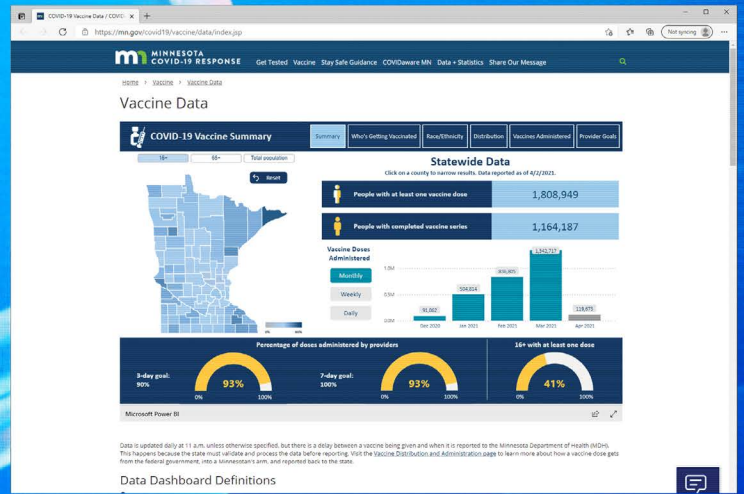 COVID-19 Vaccine Data / COVID-
https://mn.gov/covid19/vaccine/data/index.jsp
Not syncing
MINNESOTA
COVID-19 RESPONSE
Get Tested Vaccine Stay Safe Guidance COVIDaware MN Data + Statistics Share Our Message
Home > Vaccine > Vaccine Data
Vaccine Data
COVID-19 Vaccine Summary
Summary Who's Getting Vaccinated Race/Ethnicity Distribution Vaccines Administered Provider Goals
16+ 65+ Total population
Reset
Statewide Data
Click on a county to narrow results. Data reported as of 4/2/2021.
People with at least one vaccine dose 1,808,949
People with completed vaccine series 1,164,187
Vaccine Doses
Administered
Monthly
Weekly
Daily
1,342,717
1.0M
0.5M
0.0M
Dec 2020 Jan 2021 Feb 2021 Mar 2021 Apr 2021
Percentage of doses administered by providers
16+ with at least one dose
3-day goal:
90%
93%
0% 100%
7-day goal:
100%
93%
0% 100%
41%
0% 100%
Microsoft Power BI
Data is updated daily at 11 a.m. unless otherwise specified, but there is a delay between a vaccine being given and when it is reported to the Minnesota Department of Health (MDH).
This happens because the state must validate and process the data before reporting. Visit the Vaccine Distribution and Administration page to learn more about how a vaccine dose gets
from the federal government, into a Minnesotan's arm, and reported back to the state.
Data Dashboard Definitions